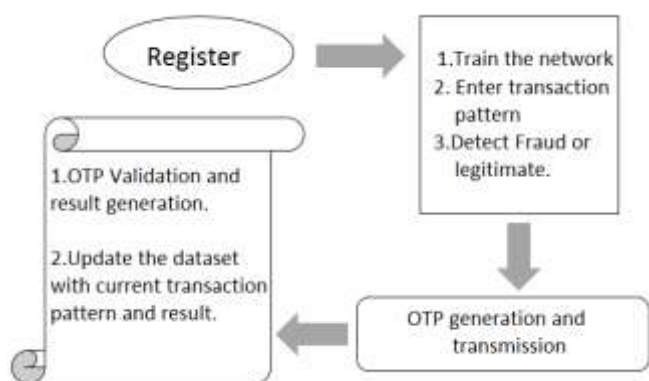 Register
1.Train the network
2. Enter transaction
pattern
3.Detect Fraud or
legitimate.
OTP generation and
transmission
1.OTP Validation and
result generation.
2.Update the dataset
with current transaction
pattern and result.